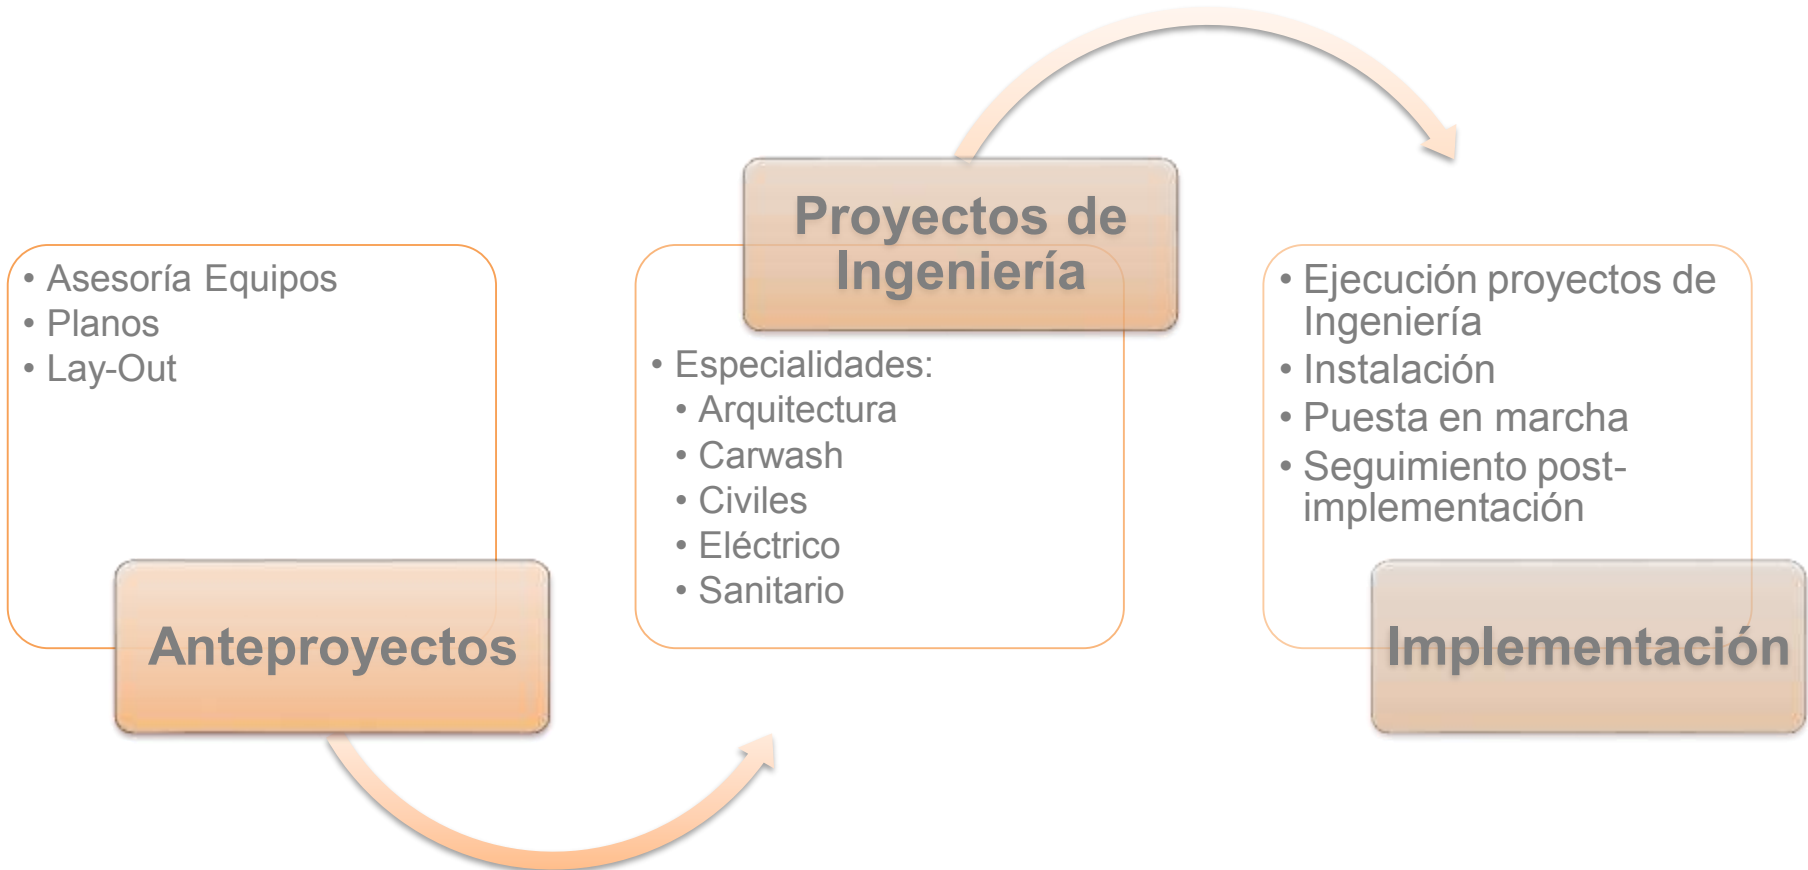 • Asesoría Equipos
• Planos
• Lay-Out
Anteproyectos
Proyectos de
Ingeniería
• Especialidades:
• Arquitectura
• Carwash
• Civiles
• Eléctrico
• Sanitario
• Ejecución proyectos de
Ingeniería
• Instalación
• Puesta en marcha
• Seguimiento post-
implementación
Implementación